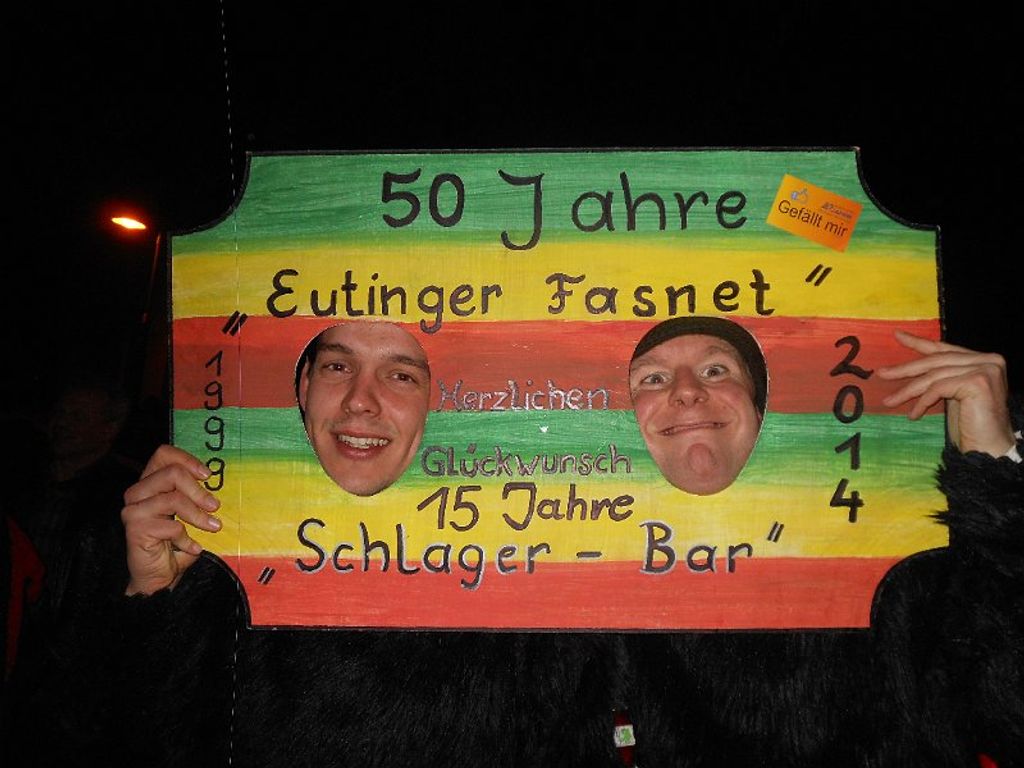 50 Jahre
Gefällt mir
"Eutinger Fasnet"
1999
2014
Herzlichen
Glückwunsch
15 Jahre
"Schlager - Bar"